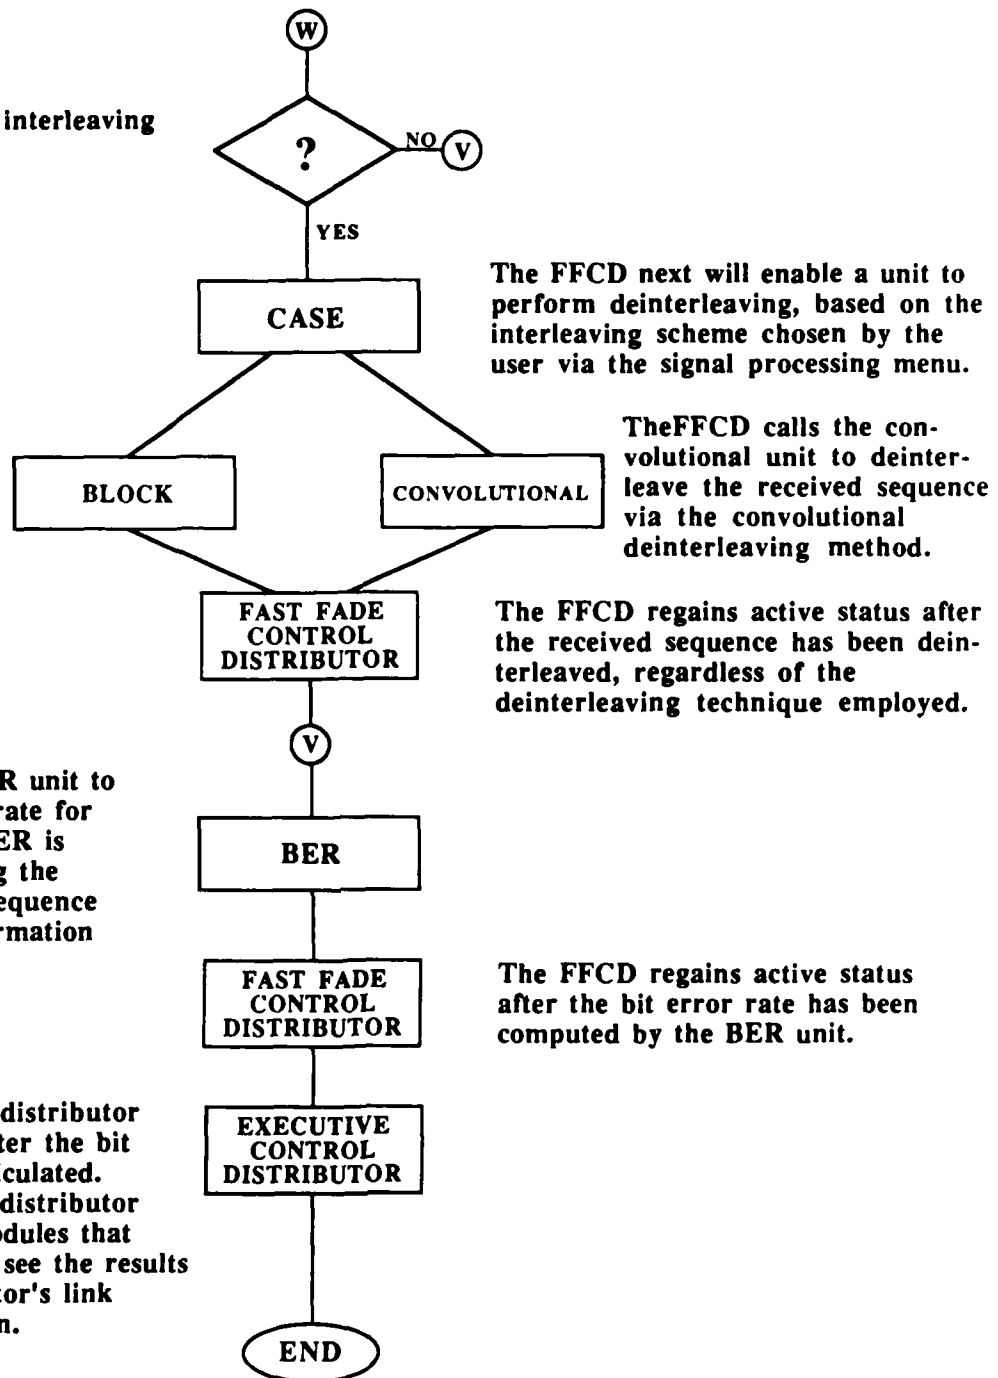 W
interleaving
?
NO
V
YES
CASE
The FFCD next will enable a unit to
perform deinterleaving, based on the
interleaving scheme chosen by the
user via the signal processing menu.
BLOCK
CONVOLUTIONAL
TheFFCD calls the con-
volutional unit to deinter-
leave the received sequence
via the convolutional
deinterleaving method.
FAST FADE
CONTROL
DISTRIBUTOR
The FFCD regains active status after
the received sequence has been dein-
terleaved, regardless of the
deinterleaving technique employed.
V
R unit to
rate for
ER is
g the
equence
rmation
BER
FAST FADE
CONTROL
DISTRIBUTOR
The FFCD regains active status
after the bit error rate has been
computed by the BER unit.
distributor
ter the bit
lculated.
distributor
odules that
see the results
tor's link
n.
EXECUTIVE
CONTROL
DISTRIBUTOR
END